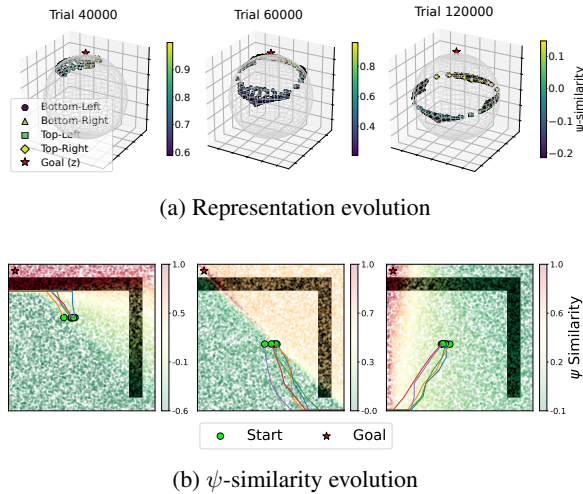 Trial 40000
Trial 60000
Trial 120000
0.9
0.8
0.7
0.6
0.8
0.6
0.4
0.1
0.0
−0.1
−0.2
ψ-similarity
Bottom-Left
Bottom-Right
Top-Left
Top-Right
Goal (z)
(a) Representation evolution
1.0
0.4
-0.1
-0.6
1.0
0.7
0.3
-0.0
1.0
0.6
0.3
-0.1
ψ Similarity
Start
Goal
(b) ψ-similarity evolution